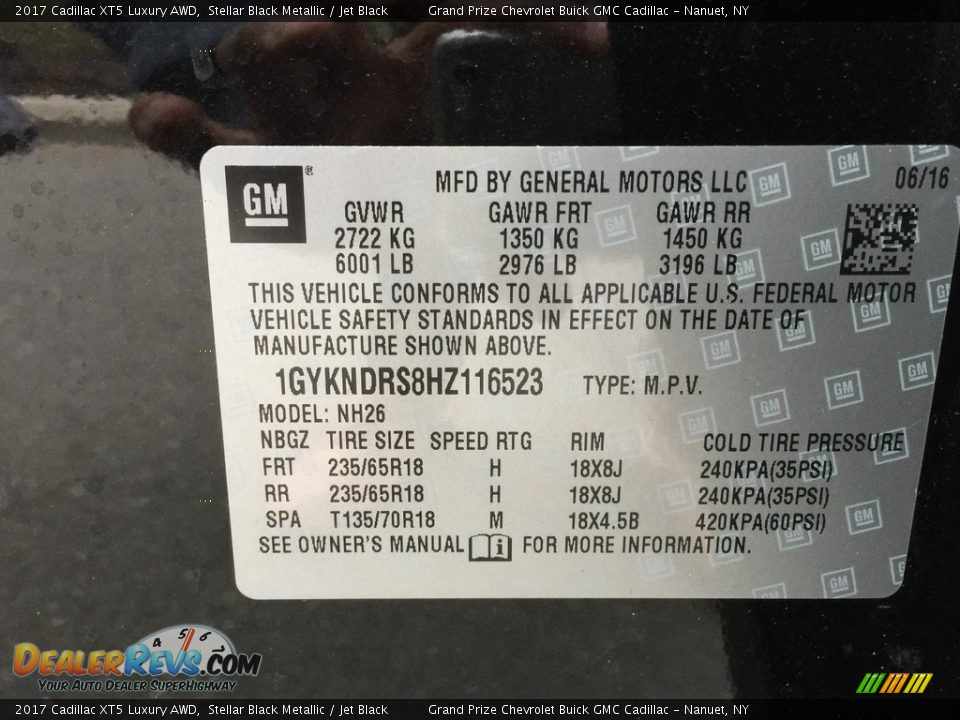 2017 Cadillac XT5 Luxury AWD, Stellar Black Metallic / Jet Black Grand Prize Chevrolet Buick GMC Cadillac - Nanuet, NY
GM® MFD BY GENERAL MOTORS LLC 06/16
GVWR GAWR FRT GAWR RR
2722 KG 1350 KG 1450 KG
6001 LB 2976 LB 3196 LB
THIS VEHICLE CONFORMS TO ALL APPLICABLE U.S. FEDERAL MOTOR
VEHICLE SAFETY STANDARDS IN EFFECT ON THE DATE OF
MANUFACTURE SHOWN ABOVE.
1GYKNDRS8HZ116523 TYPE: M.P.V.
MODEL: NH26
NBGZ TIRE SIZE SPEED RTG RIM COLD TIRE PRESSURE
FRT 235/65R18 H 18X8J 240KPA(35PSI)
RR 235/65R18 H 18X8J 240KPA(35PSI)
SPA T135/70R18 M 18X4.5B 420KPA(60PSI)
SEE OWNER'S MANUAL i FOR MORE INFORMATION.
4 5 6
DEALERREVS.COM
YOUR AUTO DEALER SUPERHIGHWAY
2017 Cadillac XT5 Luxury AWD, Stellar Black Metallic / Jet Black Grand Prize Chevrolet Buick GMC Cadillac - Nanuet, NY